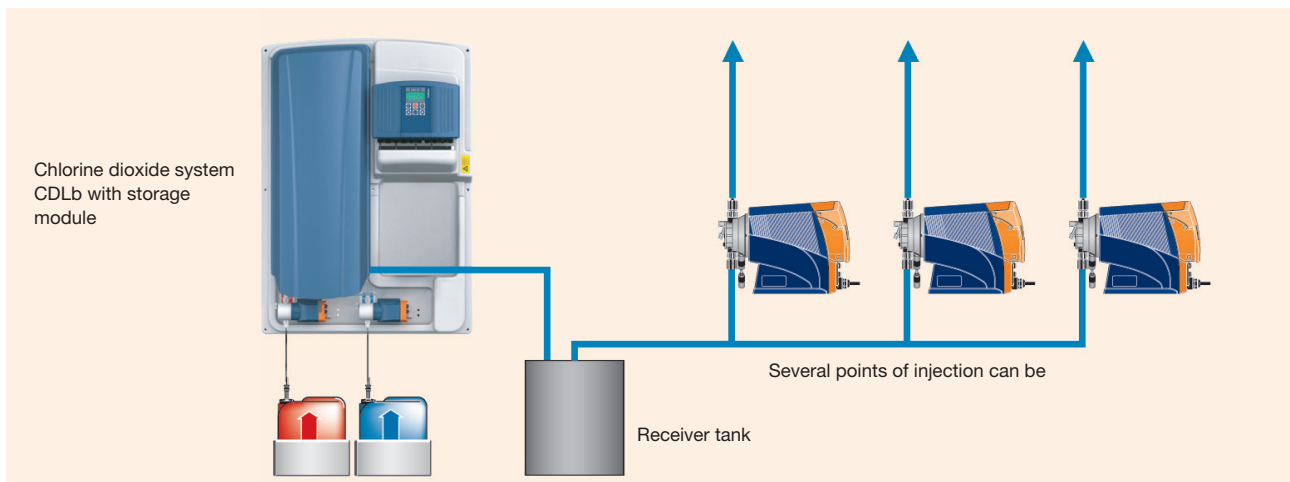 Chlorine dioxide system
CDLb with storage
module
Several points of injection can be
Receiver tank